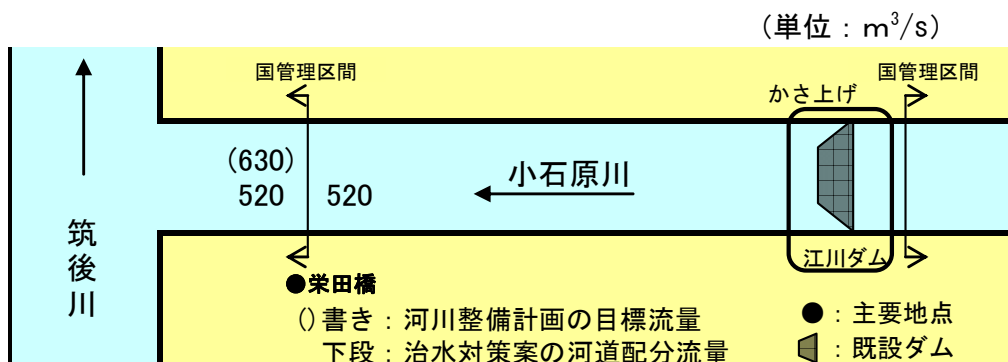 （単位：m³/s）
国管理区間
国管理区間
かさ上げ
(630)
520
520
小石原川
筑後川
江川ダム
●栄田橋
()書き：河川整備計画の目標流量
下段：治水対策案の河道配分流量
●：主要地点
：既設ダム